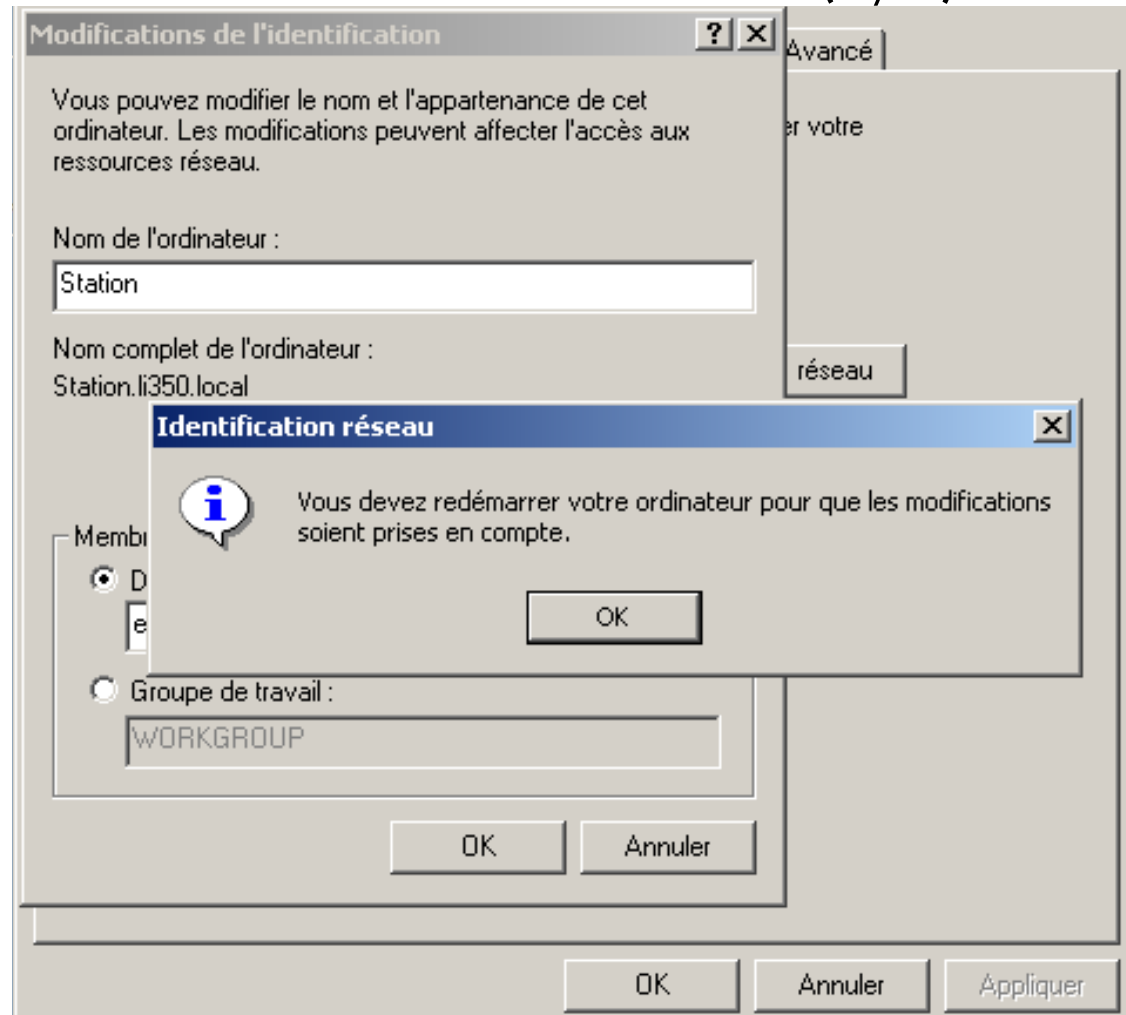 Modifications de l'identification
Avancé
Vous pouvez modifier le nom et l'appartenance de cet
ordinateur. Les modifications peuvent affecter l'accès aux
ressources réseau.
er votre
Nom de l'ordinateur :
Station
Nom complet de l'ordinateur :
Station.li350.local
réseau
Identification réseau
Vous devez redémarrer votre ordinateur pour que les modifications
soient prises en compte.
OK
Memb
D
e
Groupe de travail :
WORKGROUP
OK Annuler
OK Annuler Appliquer